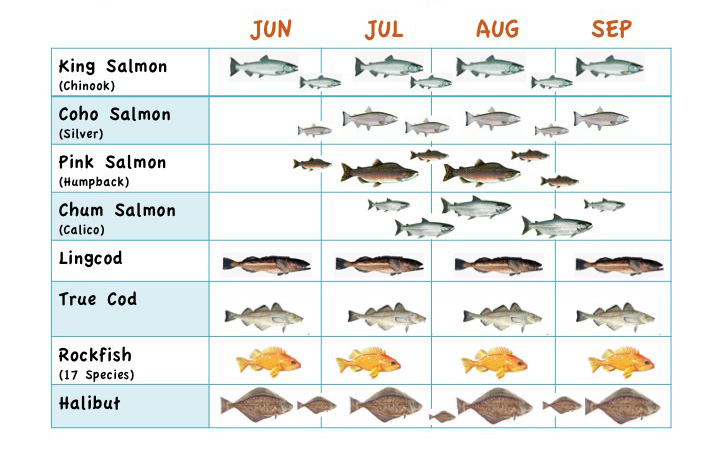 JUN JUL AUG SEP
King Salmon
(Chinook)
Coho Salmon
(Silver)
Pink Salmon
(Humpback)
Chum Salmon
(Calico)
Lingcod
True Cod
Rockfish
(17 Species)
Halibut